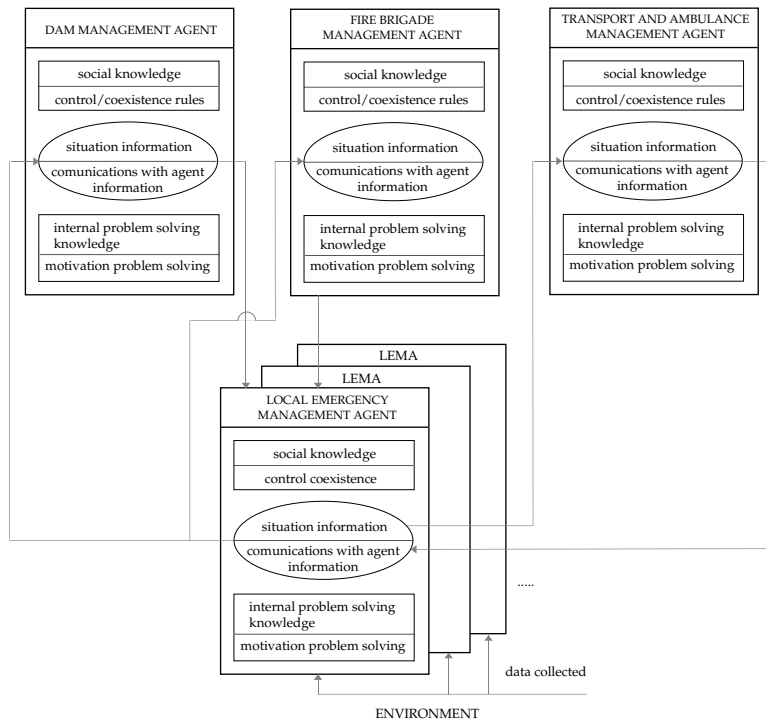 DAM MANAGEMENT AGENT
social knowledge
control/coexistence rules
situation information
comunications with agent
information
internal problem solving
knowledge
motivation problem solving
FIRE BRIGADE
MANAGEMENT AGENT
social knowledge
control/coexistence rules
situation information
comunications with agent
information
internal problem solving
knowledge
motivation problem solving
TRANSPORT AND AMBULANCE
MANAGEMENT AGENT
social knowledge
control/coexistence rules
situation information
comunications with agent
information
internal problem solving
knowledge
motivation problem solving
LEMA
LEMA
LOCAL EMERGENCY
MANAGEMENT AGENT
social knowledge
control coexistence
situation information
comunications with agent
information
internal problem solving
knowledge
motivation problem solving
.....
data collected
ENVIRONMENT